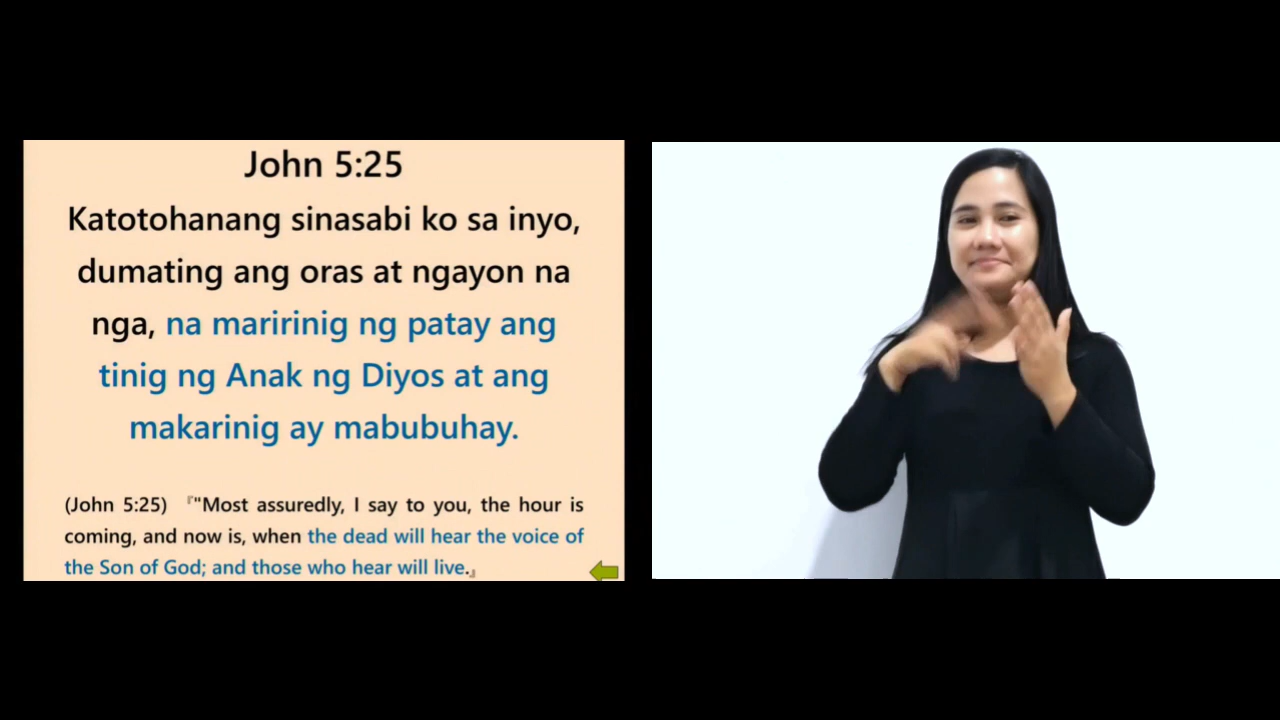 John 5:25
Katotohanang sinasabi ko sa inyo,
dumating ang oras at ngayon na
nga, na maririnig ng patay ang
tinig ng Anak ng Diyos at ang
makarinig ay mabubuhay.
(John 5:25) 『"Most assuredly, I say to you, the hour is
coming, and now is, when the dead will hear the voice of
the Son of God; and those who hear will live.』